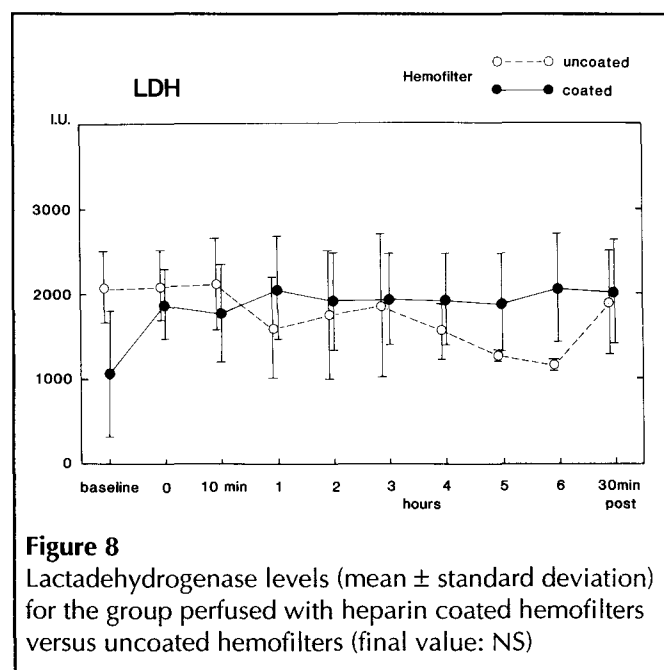 LDH
Hemofilter
uncoated
coated
I.U.
3000
2000
1000
0
baseline 0 10 min 1 2 3 4 5 6 30min
hours post
Figure 8
Lactadehydrogenase levels (mean ± standard deviation)
for the group perfused with heparin coated hemofilters
versus uncoated hemofilters (final value: NS)